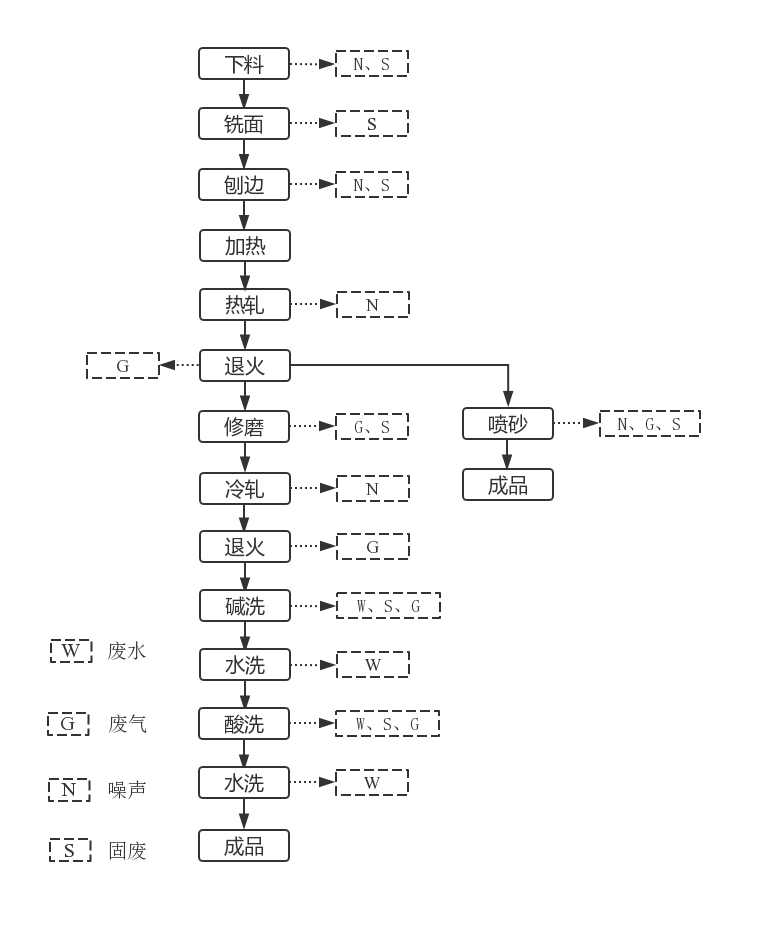 下料
N、S
铣面
S
刨边
N、S
加热
热轧
N
G
退火
修磨
G、S
喷砂
N、G、S
冷轧
N
成品
退火
G
碱洗
W、S、G
W
废水
水洗
W
G
废气
酸洗
W、S、G
N
噪声
水洗
W
S
固废
成品